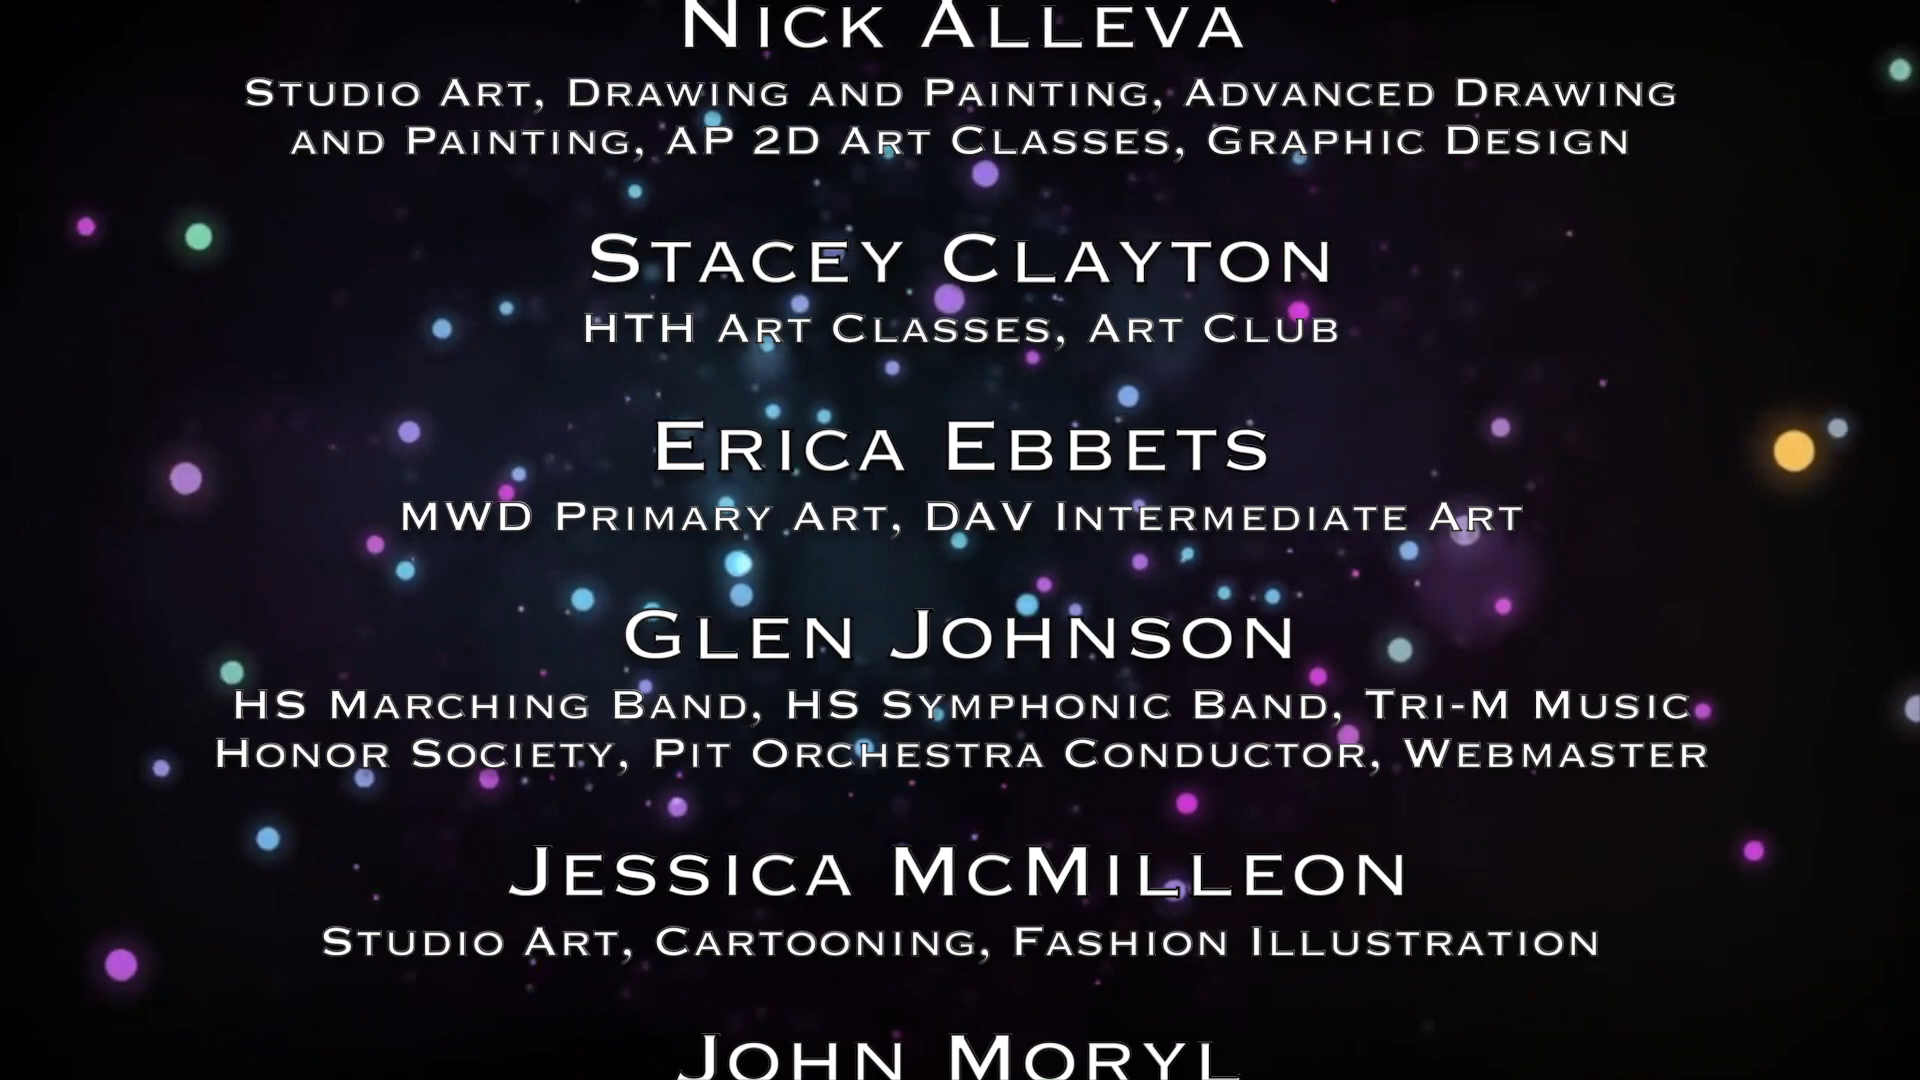 Nick Alleva
Studio Art, Drawing and Painting, Advanced Drawing
and Painting, AP 2D Art Classes, Graphic Design
Stacey Clayton
HTH Art Classes, Art Club
Erica Ebbets
MWD Primary Art, DAV Intermediate Art
Glen Johnson
HS Marching Band, HS Symphonic Band, Tri-M Music
Honor Society, Pit Orchestra Conductor, Webmaster
Jessica McMilleon
Studio Art, Cartooning, Fashion Illustration
John Moryl